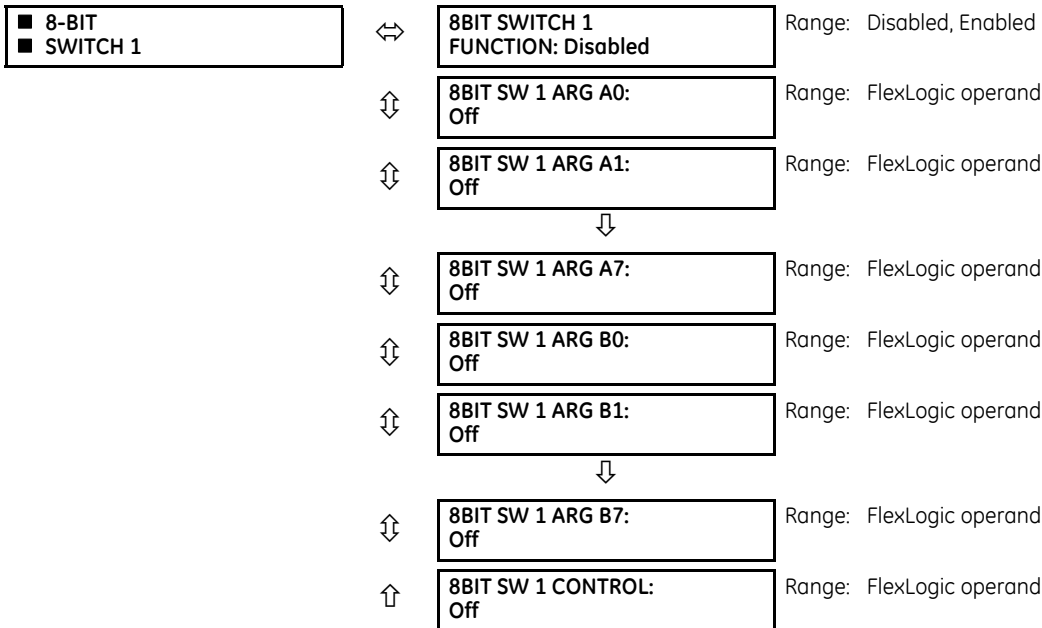 ■ 8-BIT
■ SWITCH 1
8BIT SWITCH 1
FUNCTION: Disabled
Range: Disabled, Enabled
8BIT SW 1 ARG A0:
Off
Range: FlexLogic operand
8BIT SW 1 ARG A1:
Off
Range: FlexLogic operand
8BIT SW 1 ARG A7:
Off
Range: FlexLogic operand
8BIT SW 1 ARG B0:
Off
Range: FlexLogic operand
8BIT SW 1 ARG B1:
Off
Range: FlexLogic operand
8BIT SW 1 ARG B7:
Off
Range: FlexLogic operand
8BIT SW 1 CONTROL:
Off
Range: FlexLogic operand